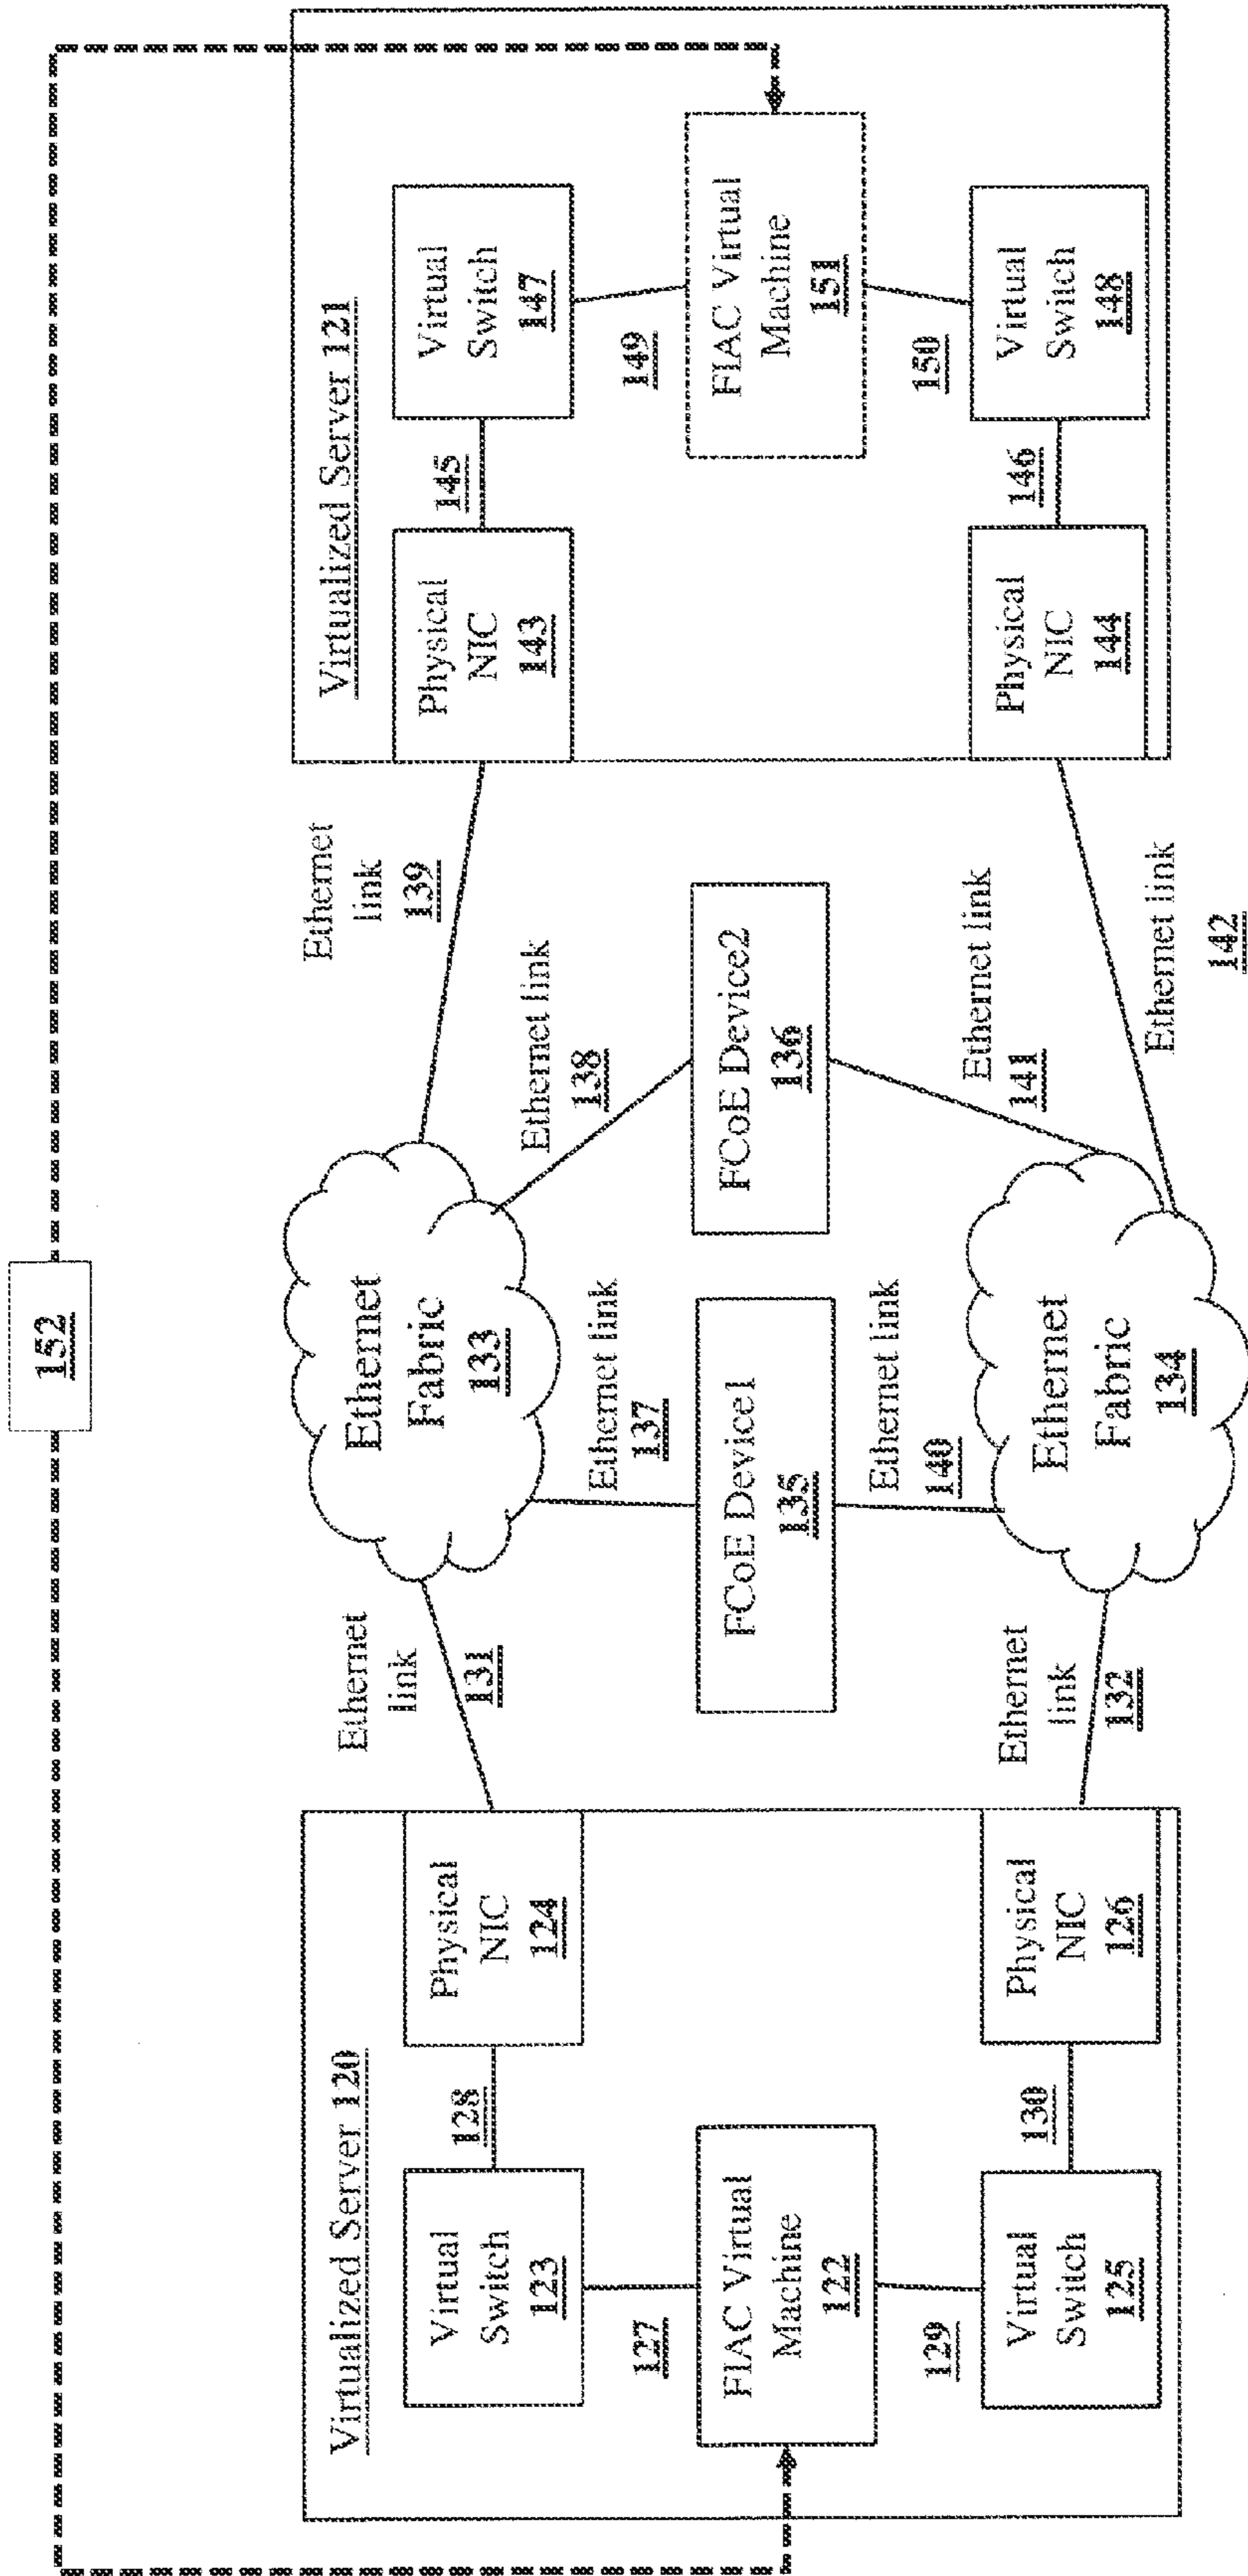 152
Virtualized Server 120
Virtual
Switch
123
128
Physical
NIC
124
127
FIAC Virtual
Machine
122
129
Virtual
Switch
125
130
Physical
NIC
126
Ethernet
link
131
Ethernet
link
132
Ethernet
Fabric
133
Ethernet link
137
FCoE Device1
135
Ethernet link
140
Ethernet
Fabric
134
Ethernet link
138
FCoE Device2
136
Ethernet link
141
Ethernet
link
139
Ethernet link
142
Virtualized Server 121
Physical
NIC
143
145
Virtual
Switch
147
149
FIAC Virtual
Machine
151
150
Physical
NIC
144
146
Virtual
Switch
148